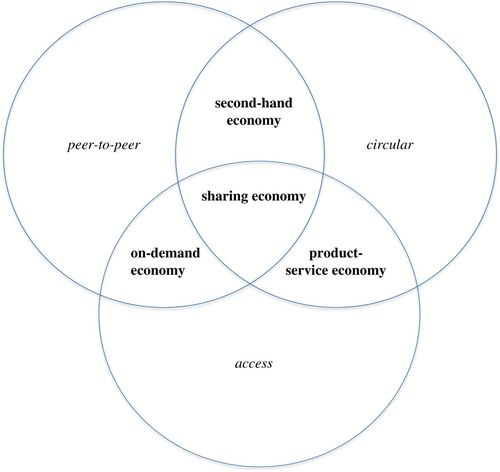 second-hand
economy
peer-to-peer
circular
sharing economy
on-demand
economy
product-
service economy
access